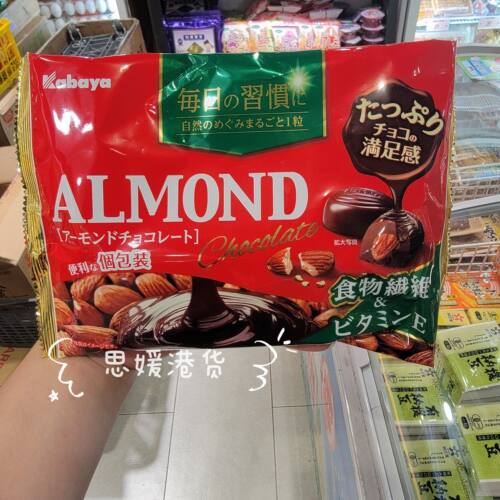 Kabaya
毎日の習慣に
自然のめぐみまるごと1粒
たっぷり
チョコの
満足感
ALMOND
[アーモンドチョコレート]
Chocolate
拡大写真
便利な個包装
食物繊維
&
ビタミンE
思媛港货